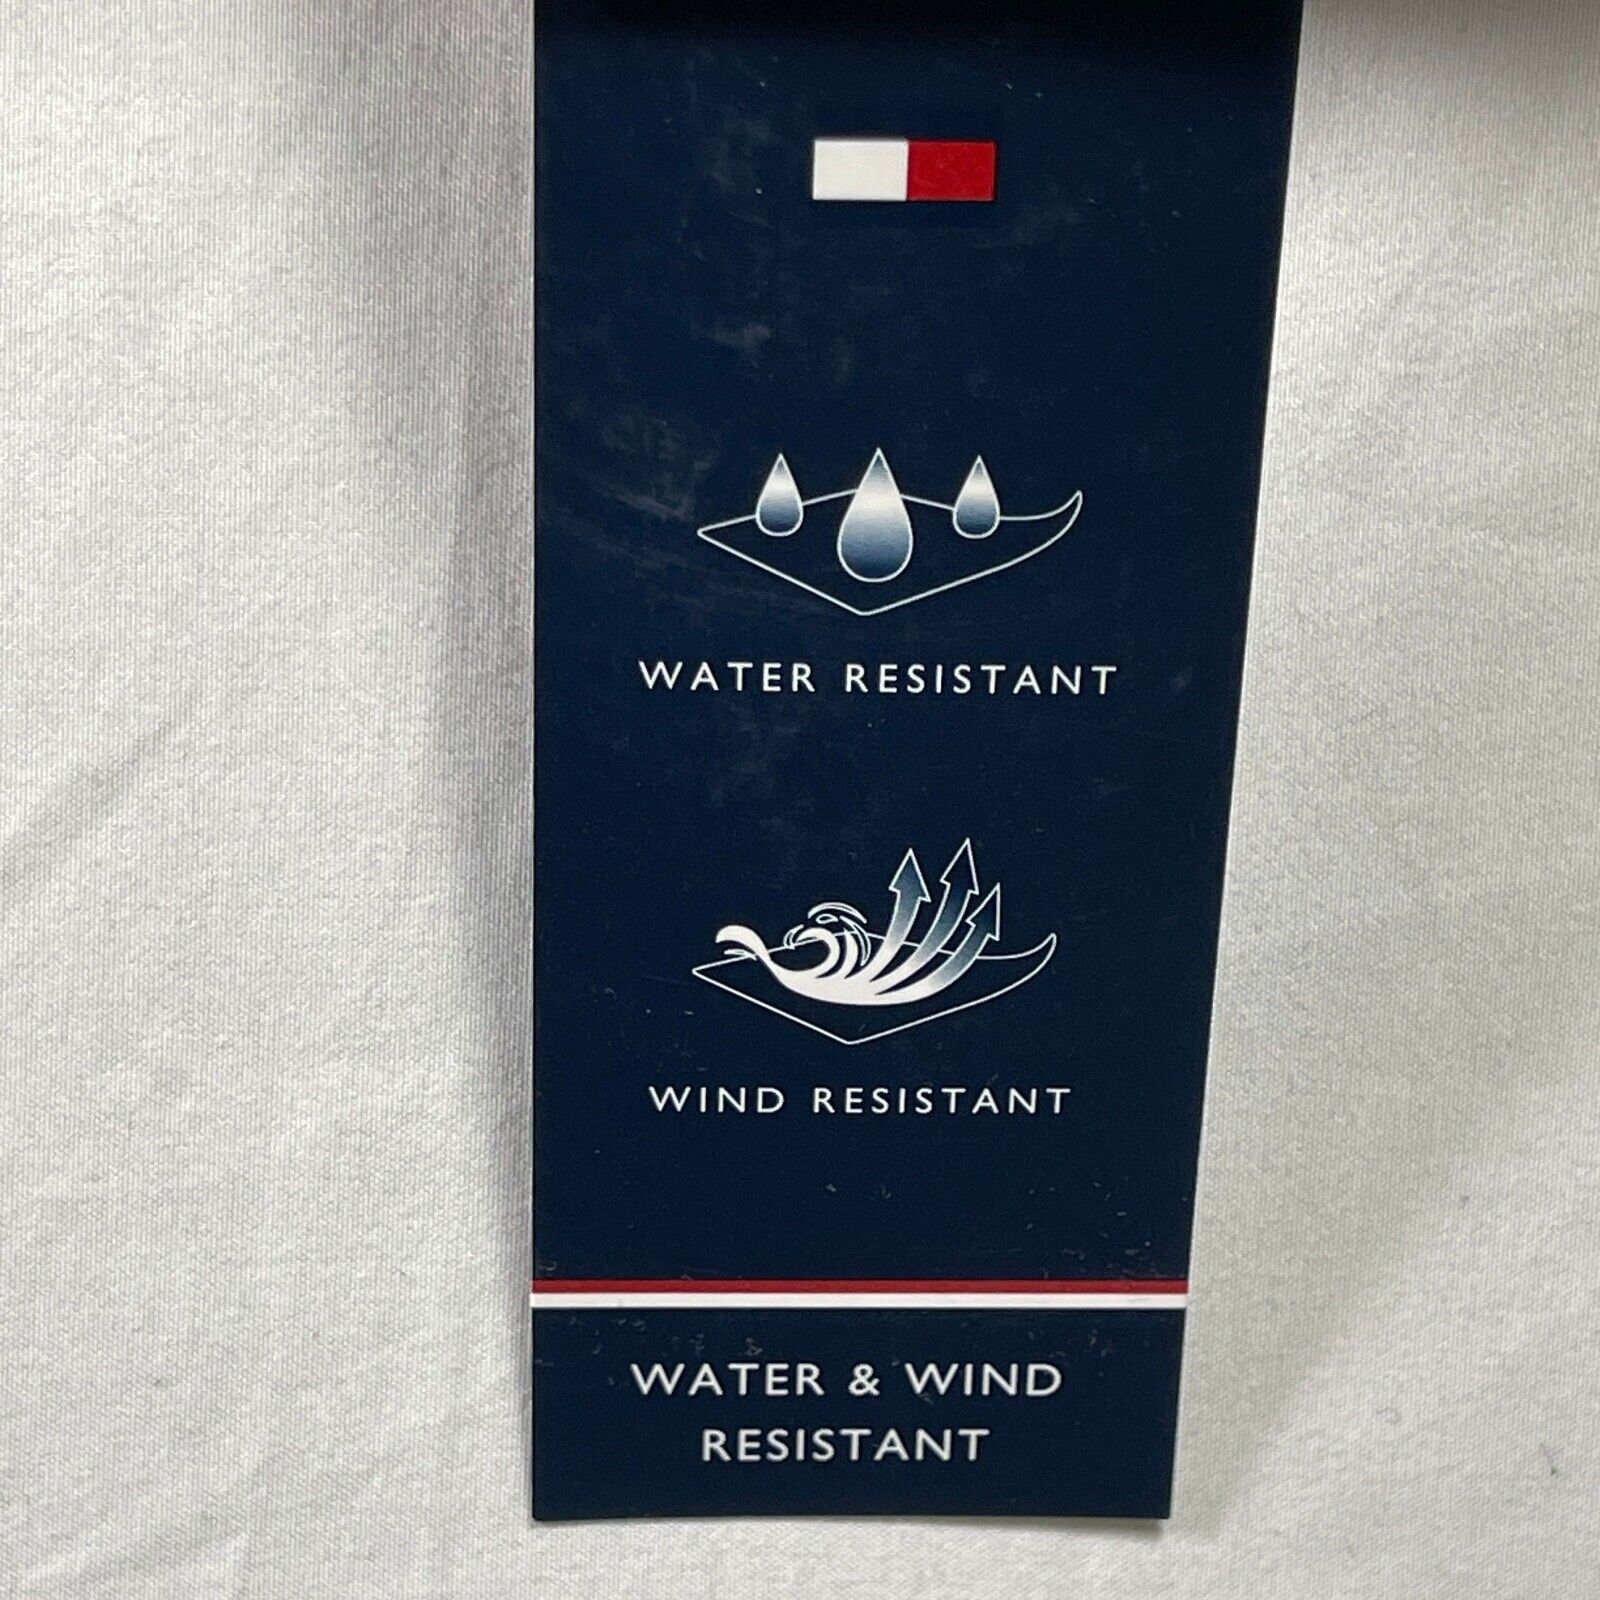 WATER RESISTANT
WIND RESISTANT
WATER & WIND
RESISTANT